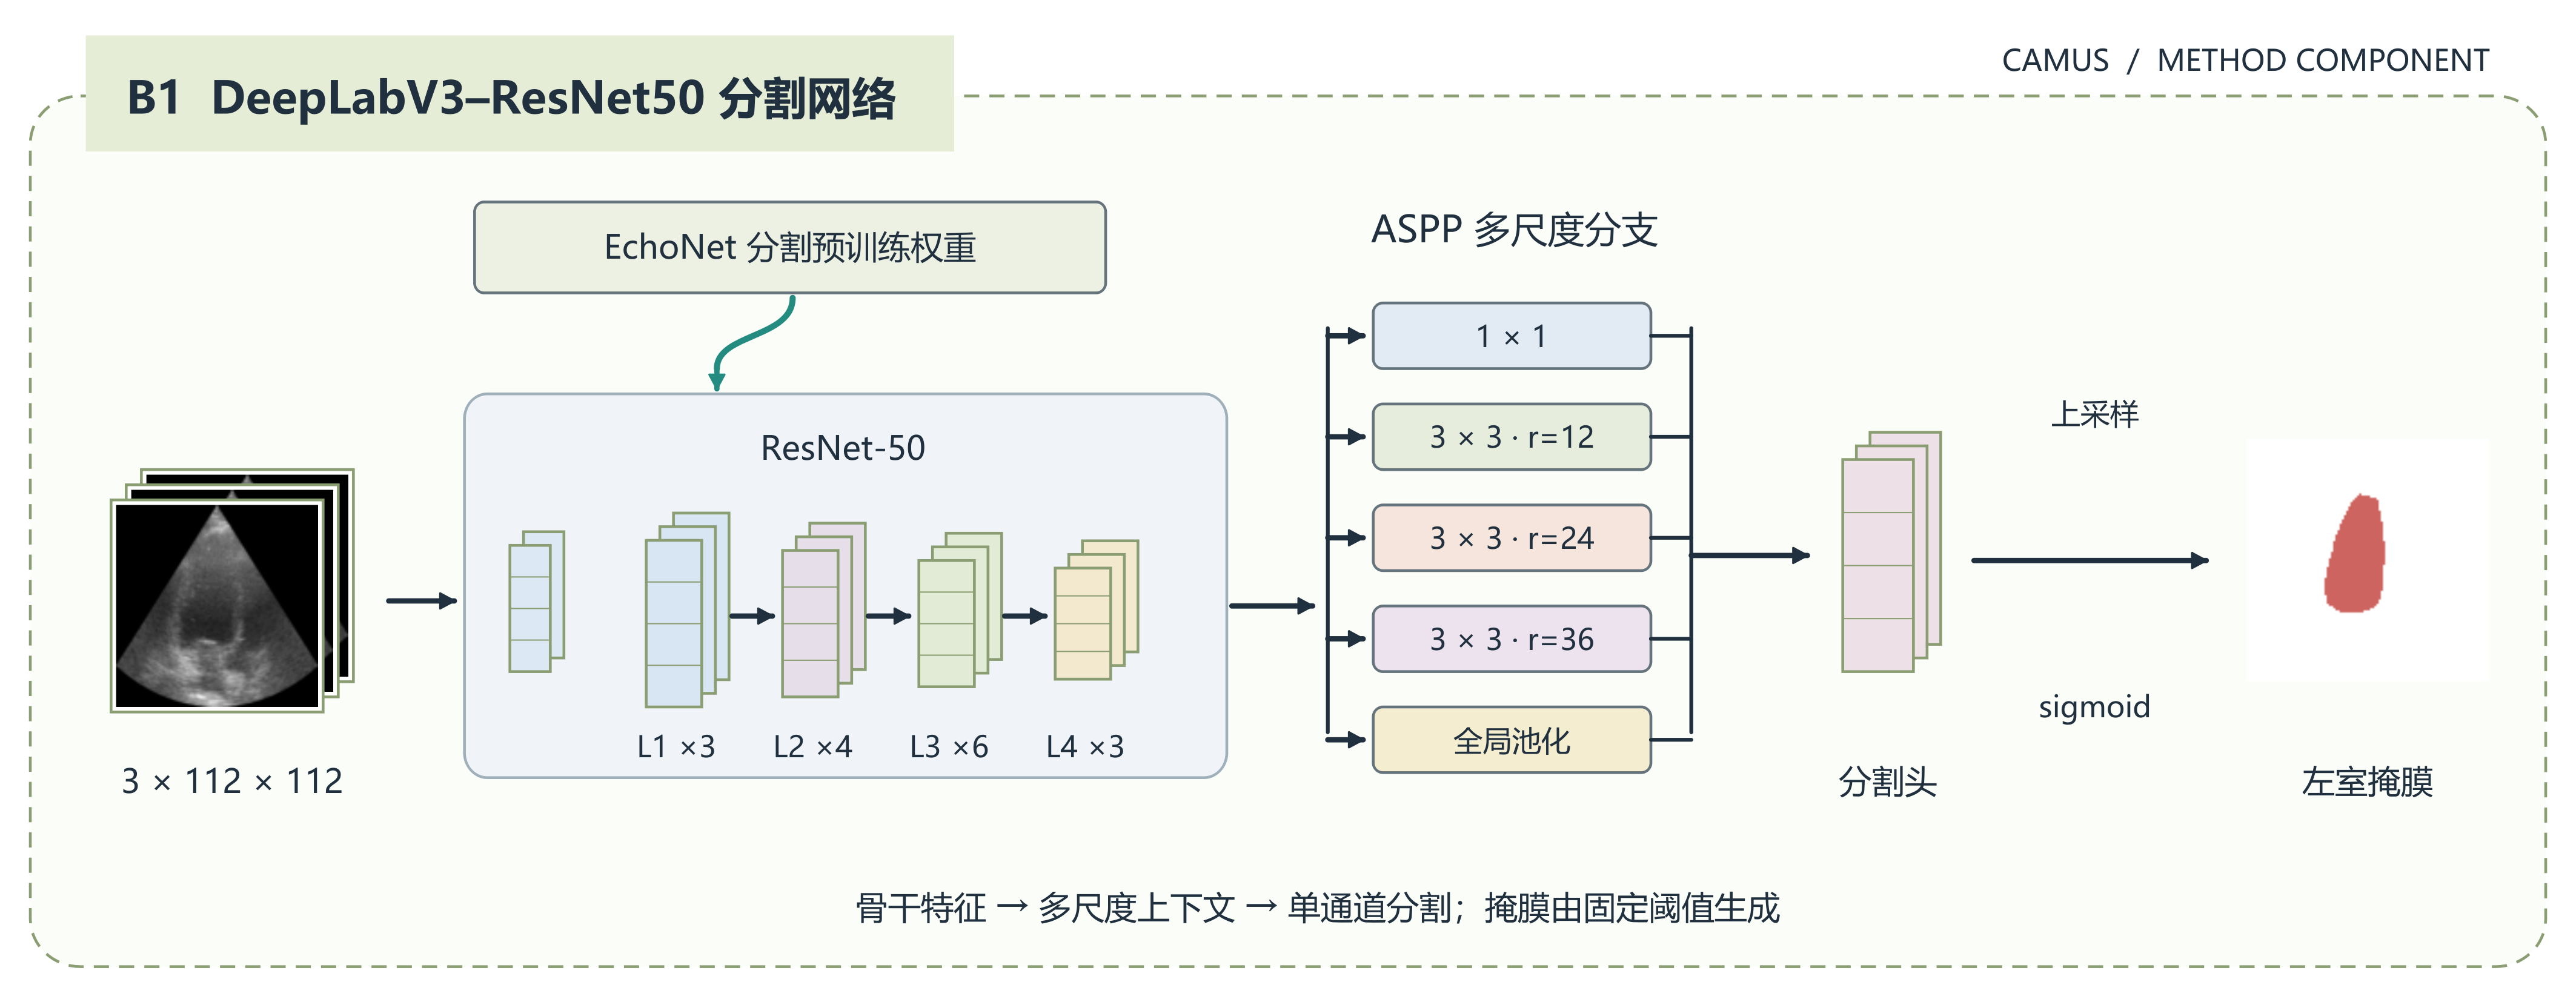 CAMUS / METHOD COMPONENT
B1 DeepLabV3–ResNet50 分割网络
EchoNet 分割预训练权重
ASPP 多尺度分支
ResNet-50
1 × 1
3 × 3 · r=12
3 × 3 · r=24
3 × 3 · r=36
全局池化
L1 ×3
L2 ×4
L3 ×6
L4 ×3
3 × 112 × 112
上采样
sigmoid
分割头
左室掩膜
骨干特征 → 多尺度上下文 → 单通道分割；掩膜由固定阈值生成